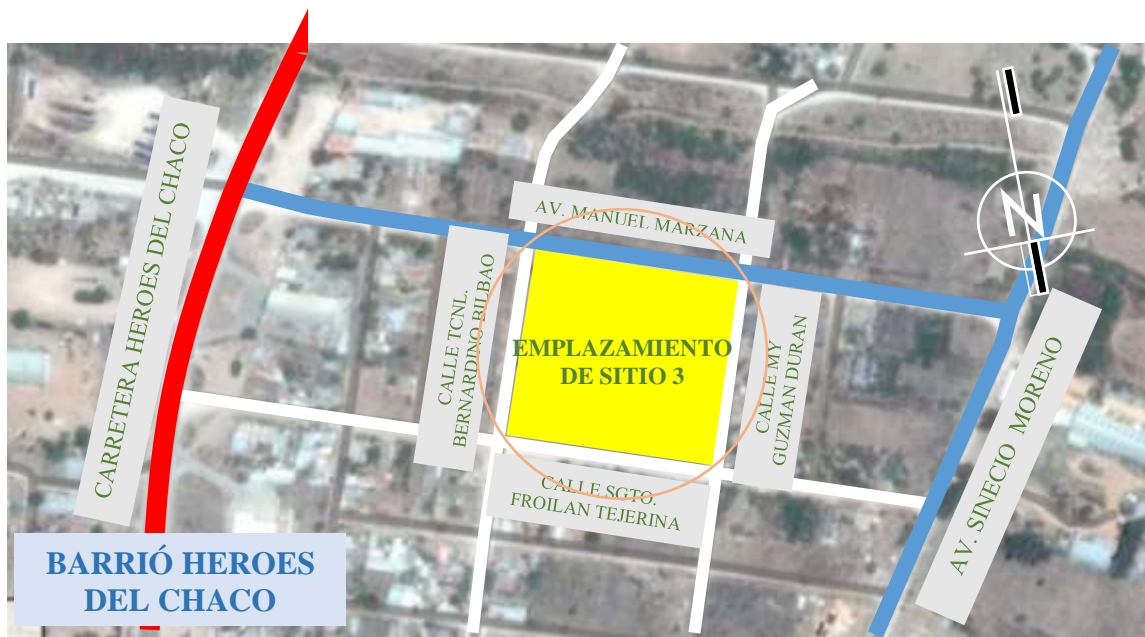 CARRETERA HEROES DEL CHACO
AV. MANUEL MARZANA
CALLE TCNL.
BERNARDINO BILBAO
EMPLAZAMIENTO
DE SITIO 3
CALLE MY
GUZMAN DURAN
N
CALLE SGTO.
FROILAN TEJERINA
AV. SINECIO MORENO
BARRIÓ HEROES
DEL CHACO